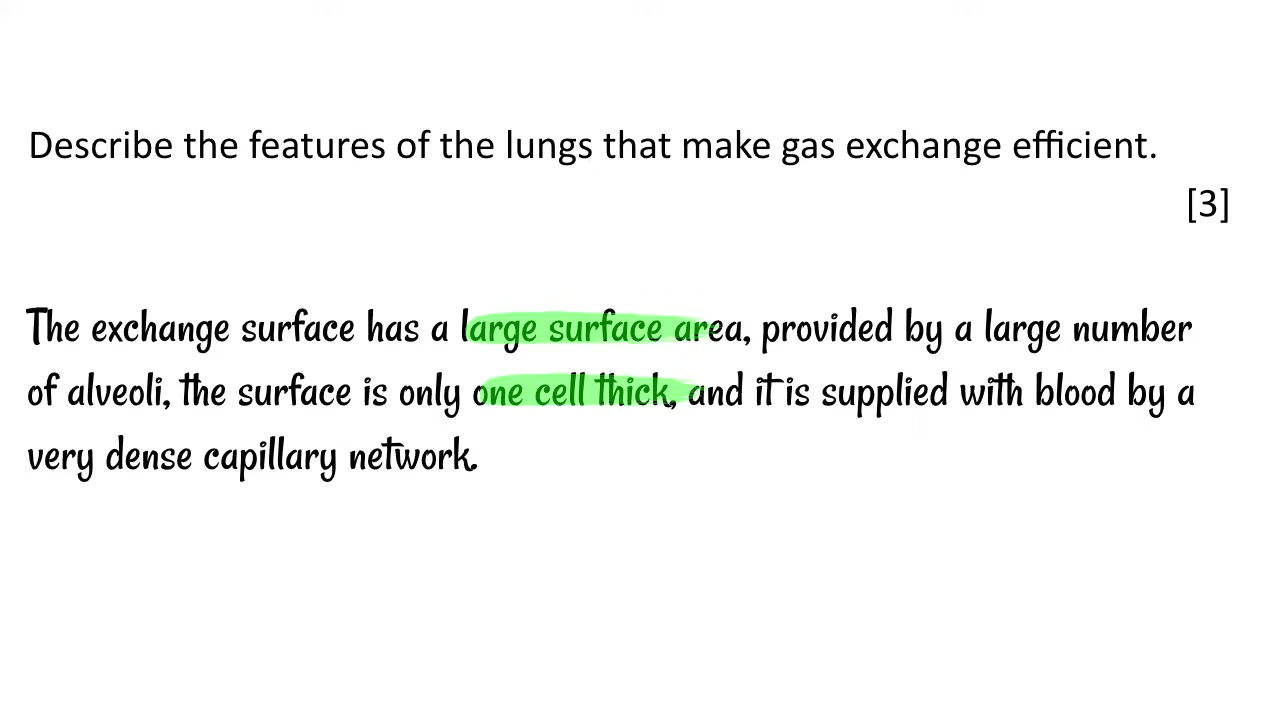 Describe the features of the lungs that make gas exchange efficient.
[3]
The exchange surface has a large surface area, provided by a large number
of alveoli, the surface is only one cell thick, and it is supplied with blood by a
very dense capillary network.